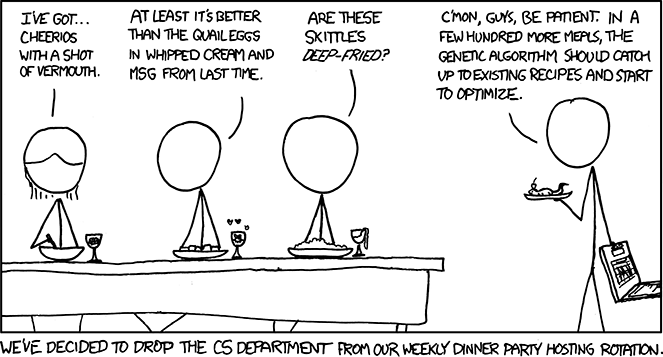 I'VE GOT...
CHEERIOS
WITH A SHOT
OF VERMOUTH.
AT LEAST IT'S BETTER
THAN THE QUAIL EGGS
IN WHIPPED CREAM AND
MSG FROM LAST TIME.
ARE THESE
SKITTLES
DEEP-FRIED?
C'MON, GUYS, BE PATIENT. IN A
FEW HUNDRED MORE MEALS, THE
GENETIC ALGORITHM SHOULD CATCH
UP TO EXISTING RECIPES AND START
TO OPTIMIZE.
WE'VE DECIDED TO DROP THE CS DEPARTMENT FROM OUR WEEKLY DINNER PARTY HOSTING ROTATION.